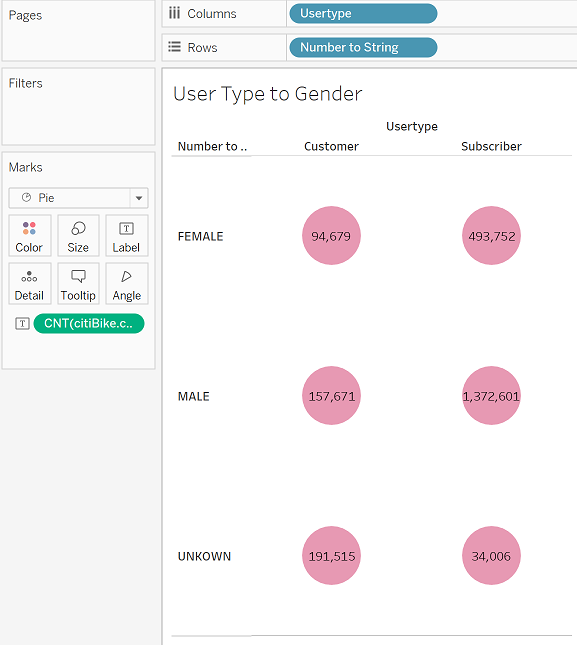 Pages
Columns
Usertype
Rows
Number to String
Filters
Marks
Pie
Color
Size
Label
Detail
Tooltip
Angle
CNT(citiBike.c..
User Type to Gender
Usertype
Number to ..
Customer
Subscriber
FEMALE
94,679
493,752
MALE
157,671
1,372,601
UNKOWN
191,515
34,006